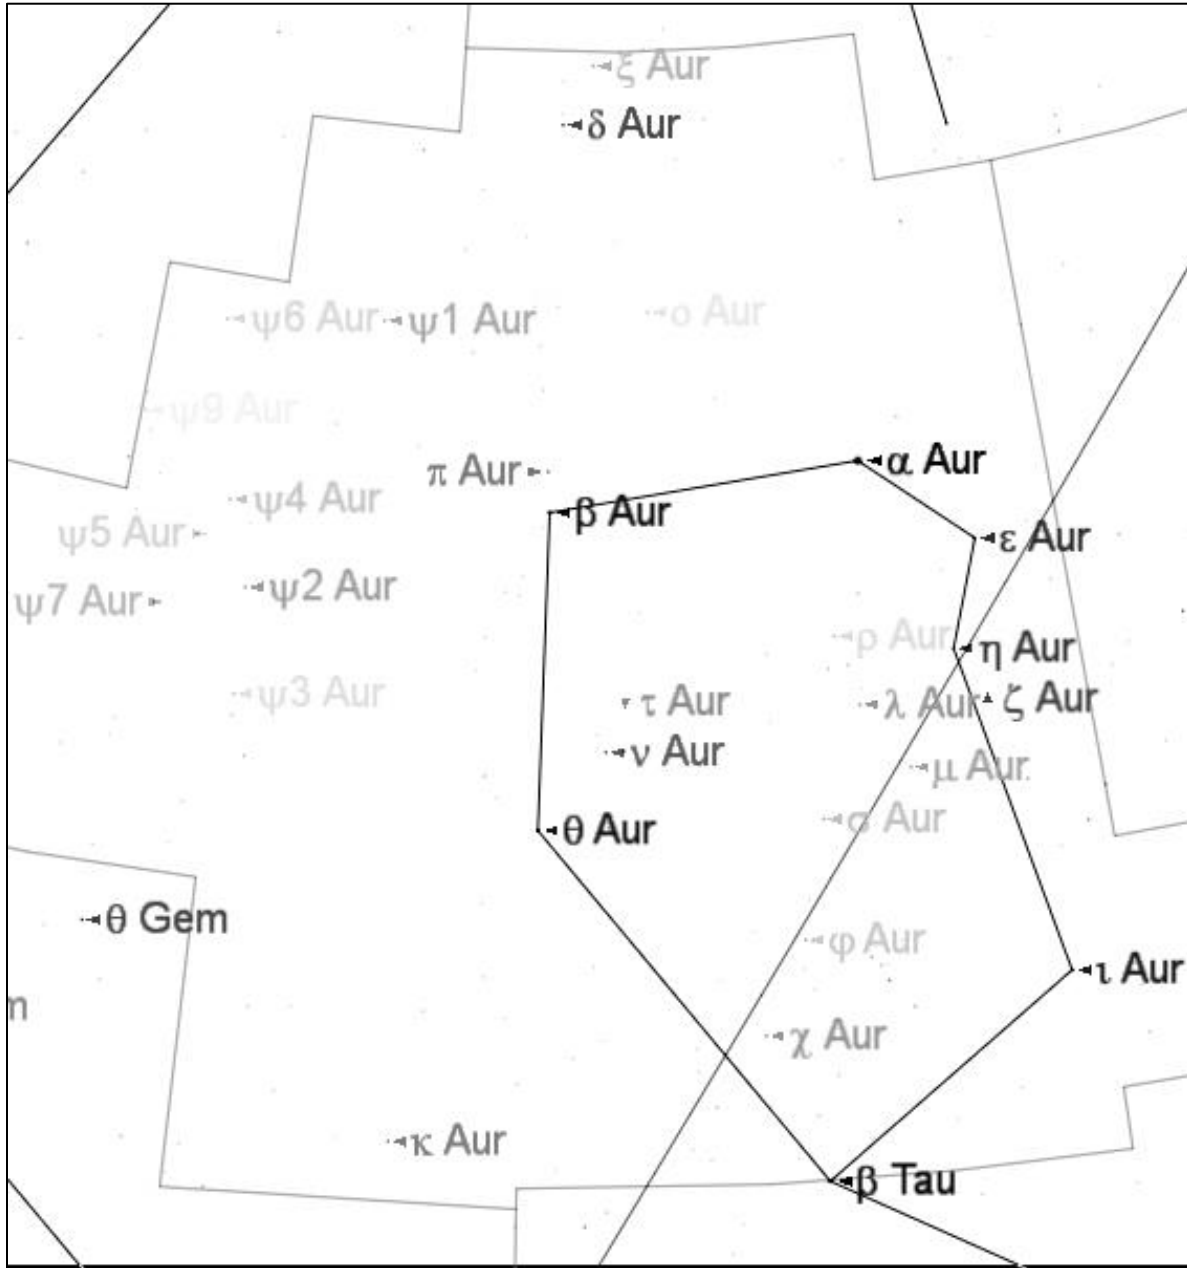 ξ Aur
δ Aur
ψ6 Aur
ψ1 Aur
ο Aur
ψ9 Aur
π Aur
α Aur
ψ4 Aur
β Aur
ψ5 Aur
ε Aur
ψ7 Aur
ψ2 Aur
ρ Aur
η Aur
ψ3 Aur
τ Aur
λ Aur
ζ Aur
ν Aur
μ Aur
σ Aur
θ Aur
θ Gem
φ Aur
ι Aur
m
χ Aur
κ Aur
β Tau